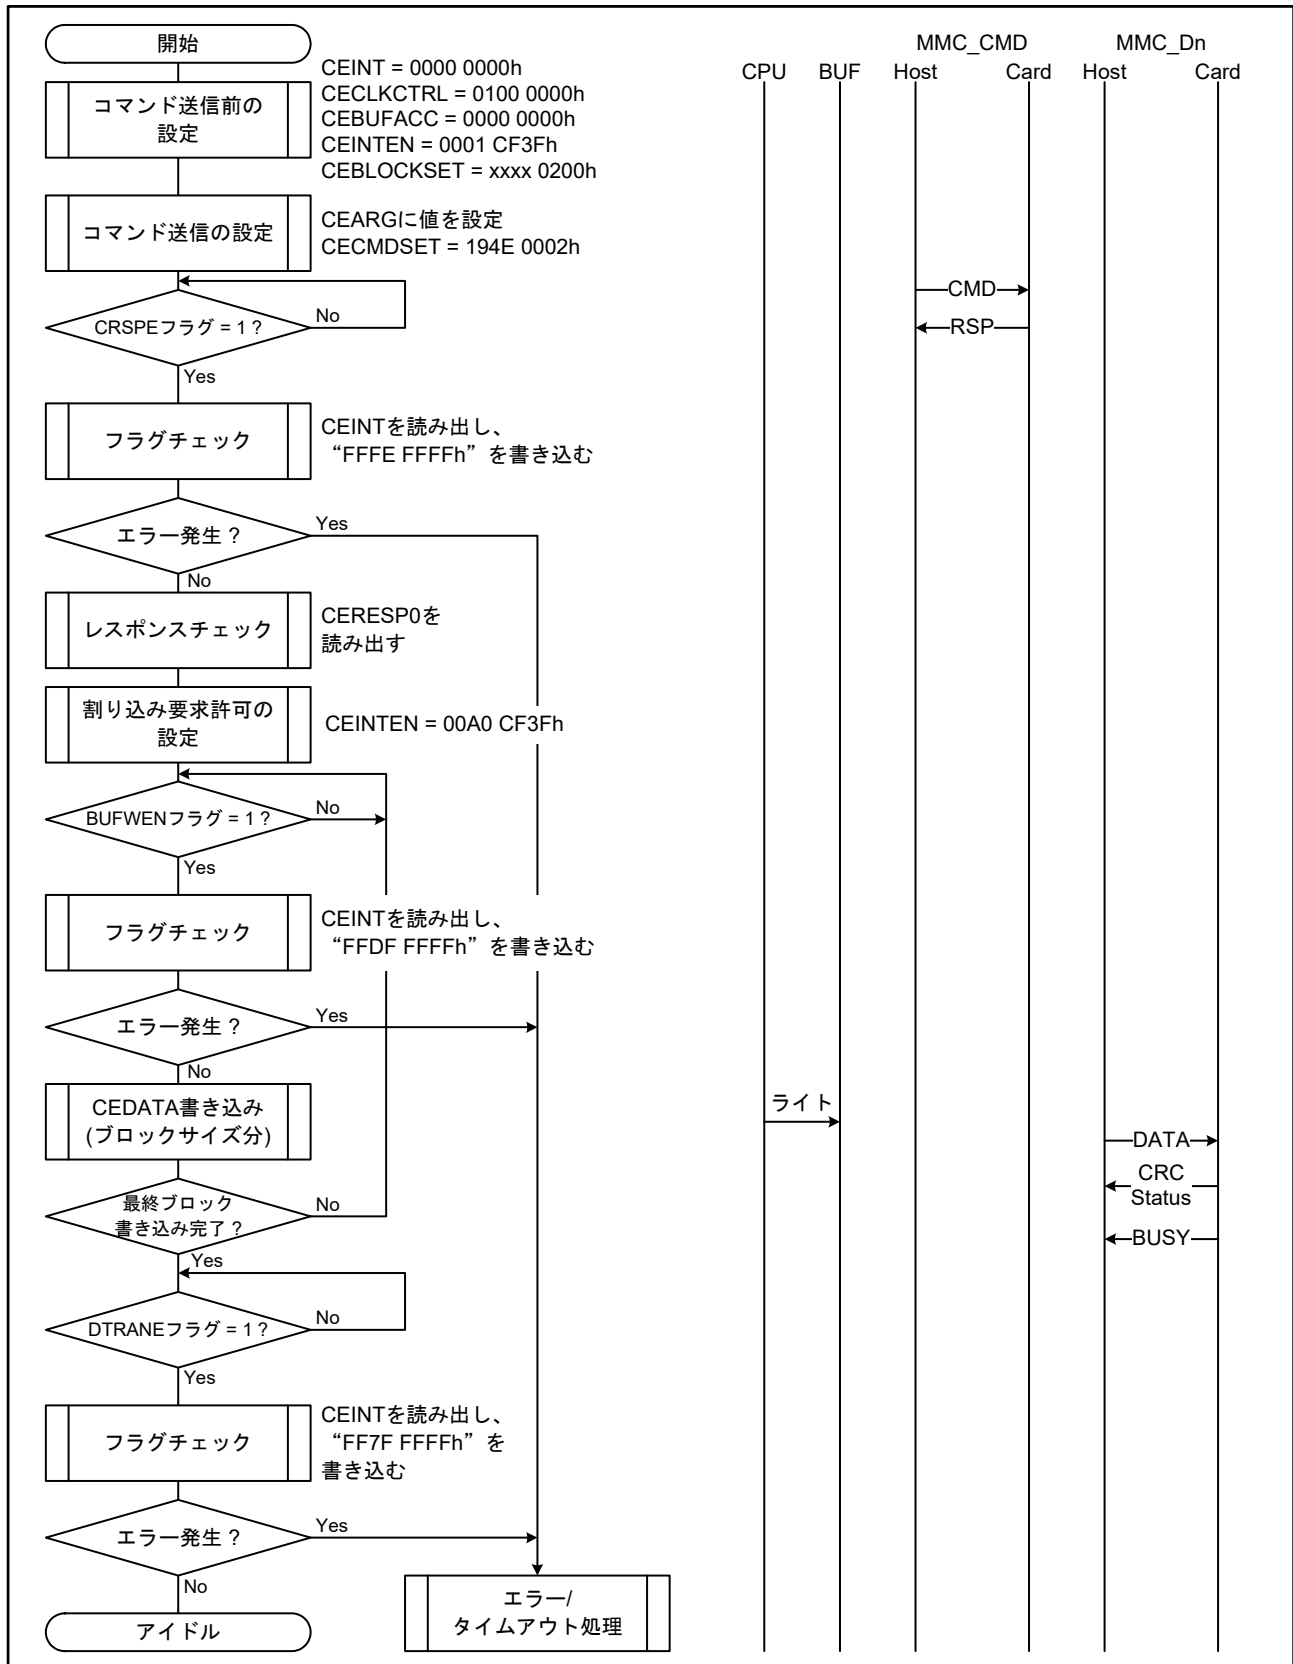 開始
CEINT = 0000 0000h
CECLKCTRL = 0100 0000h
CEBUFACC = 0000 0000h
CEINTEN = 0001 CF3Fh
CEBLOCKSET = xxxx 0200h
コマンド送信前の
設定
コマンド送信の設定
CEARGに値を設定
CECMDSET = 194E 0002h
CRSPEフラグ = 1 ?
No
Yes
フラグチェック
CEINTを読み出し、
“FFFE FFFFh” を書き込む
エラー発生 ?
Yes
No
レスポンスチェック
CERESP0を
読み出す
割り込み要求許可の
設定
CEINTEN = 00A0 CF3Fh
BUFWENフラグ = 1 ?
No
Yes
フラグチェック
CEINTを読み出し、
“FFDF FFFFh” を書き込む
エラー発生 ?
Yes
No
CEDATA書き込み
(ブロックサイズ分)
最終ブロック
書き込み完了 ?
No
Yes
DTRANEフラグ = 1 ?
No
Yes
フラグチェック
CEINTを読み出し、
“FF7F FFFFh” を
書き込む
エラー発生 ?
Yes
No
アイドル
エラー/
タイムアウト処理
MMC_CMD
MMC_Dn
CPU
BUF
Host
Card
Host
Card
CMD
RSP
ライト
DATA
CRC
Status
BUSY